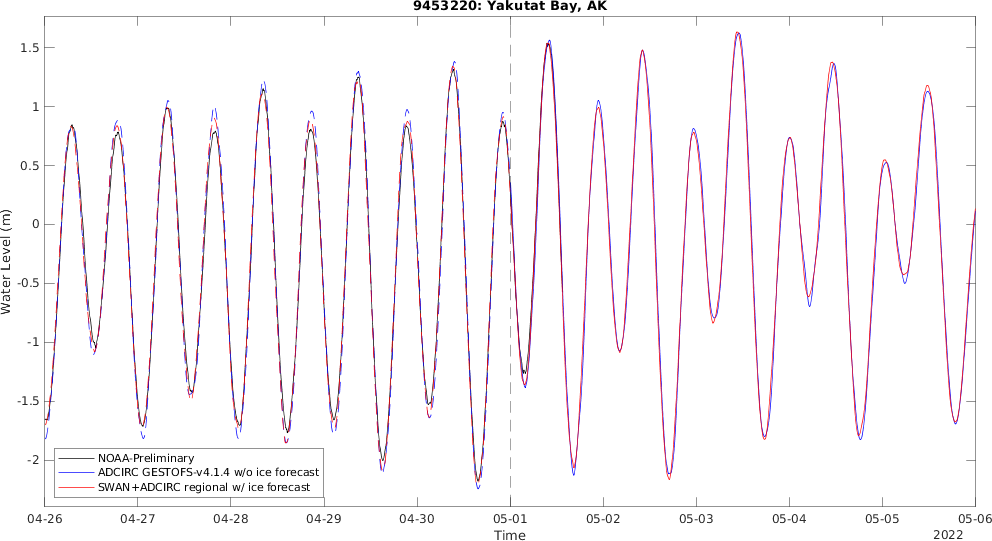 9453220: Yakutat Bay, AK
Water Level (m)
1.5
1
0.5
0
-0.5
-1
-1.5
-2
NOAA-Preliminary
ADCIRC GESTOFS-v4.1.4 w/o ice forecast
SWAN+ADCIRC regional w/ ice forecast
04-26 04-27 04-28 04-29 04-30 05-01 05-02 05-03 05-04 05-05 05-06
Time
2022